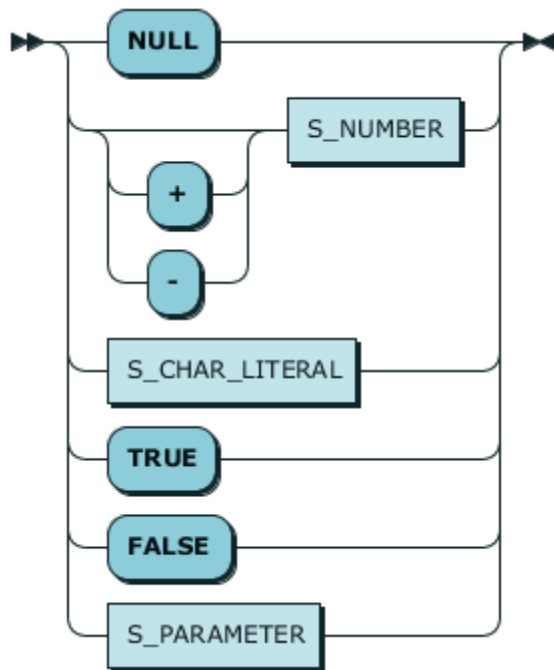 NULL
S_NUMBER
+
-
S_CHAR_LITERAL
TRUE
FALSE
S_PARAMETER